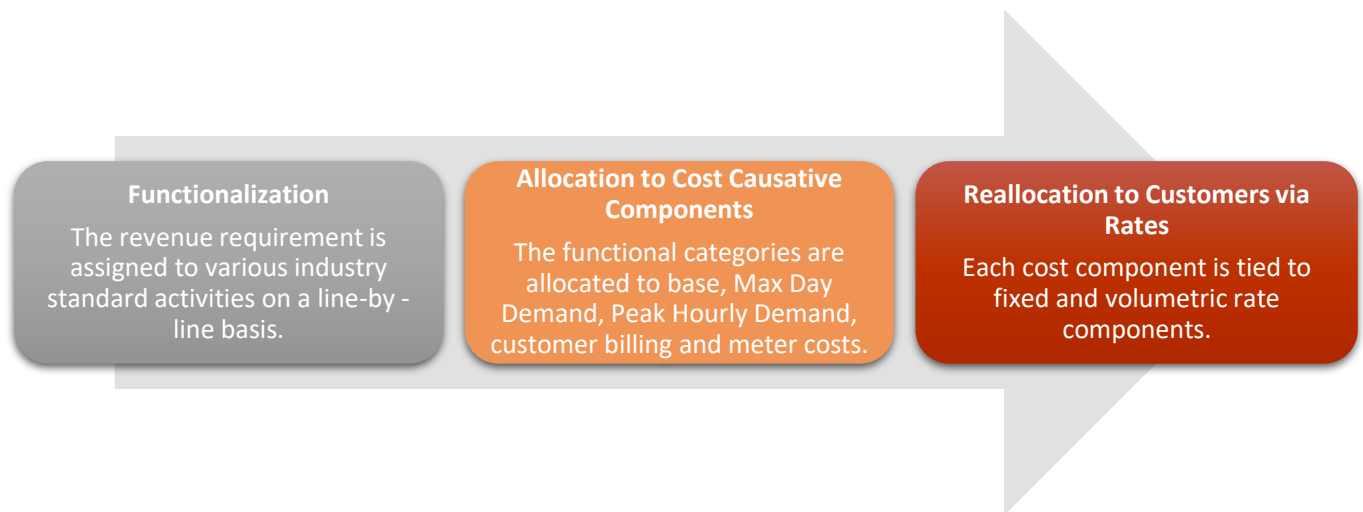 Functionalization
The revenue requirement is
assigned to various industry
standard activities on a line-by -
line basis.
Allocation to Cost Causative
Components
The functional categories are
allocated to base, Max Day
Demand, Peak Hourly Demand,
customer billing and meter costs.
Reallocation to Customers via
Rates
Each cost component is tied to
fixed and volumetric rate
components.